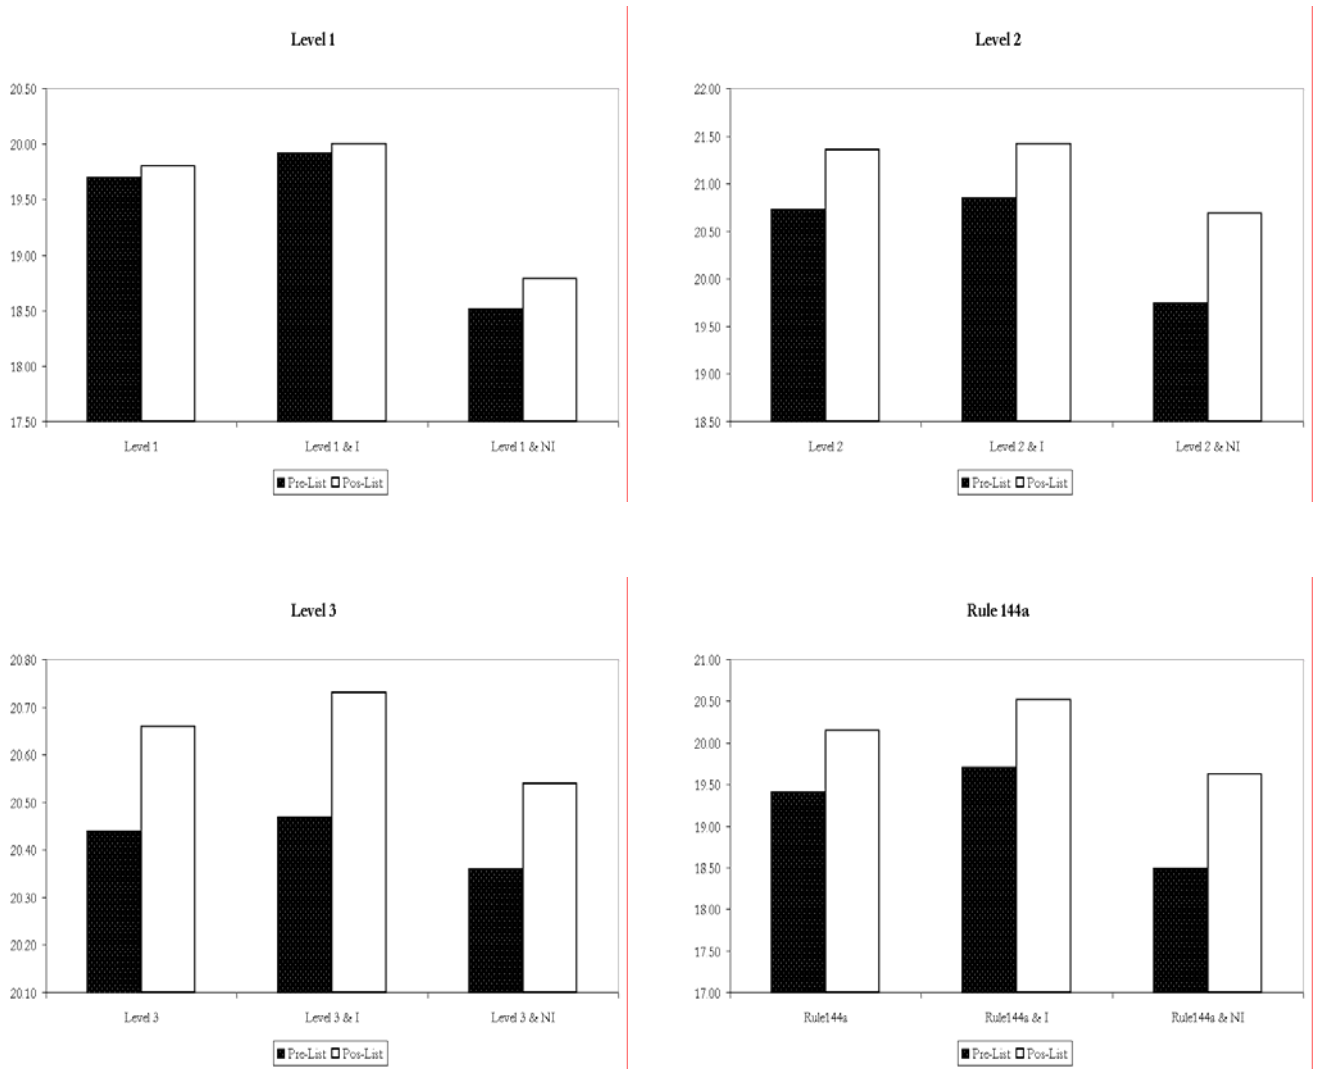 Level 1
20.50
20.00
19.50
19.00
18.50
18.00
17.50
Level 1
Level 1 & I
Level 1 & NI
Pre-List Pos-List
Level 2
22.00
21.50
21.00
20.50
20.00
19.50
19.00
18.50
Level 2
Level 2 & I
Level 2 & NI
Pre-List Pos-List
Level 3
20.80
20.70
20.60
20.50
20.40
20.30
20.20
20.10
Level 3
Level 3 & I
Level 3 & NI
Pre-List Pos-List
Rule 144a
21.00
20.50
20.00
19.50
19.00
18.50
18.00
17.50
17.00
Rule144a
Rule144a & I
Rule144a & NI
Pre-List Pos-List